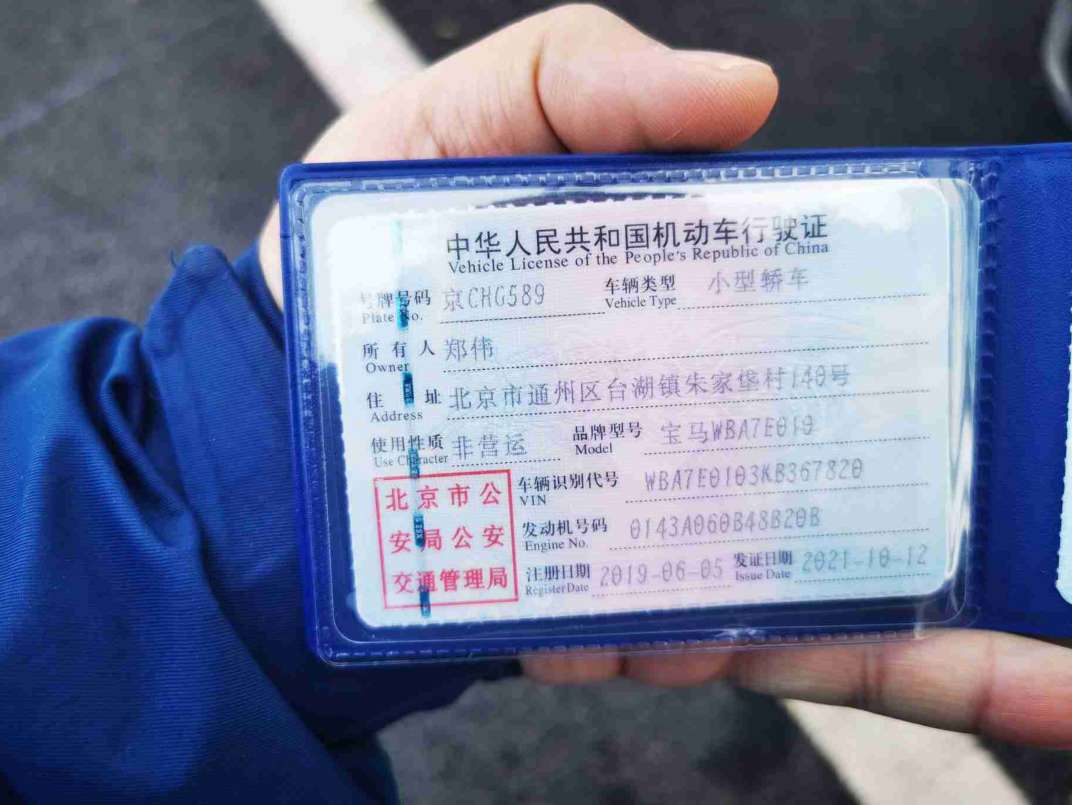 中华人民共和国机动车行驶证
Vehicle License of the People's Republic of China
号牌号码 京CHG589 车辆类型 小型轿车
Plate No. Vehicle Type
所有人 郑伟
Owner
住址 北京市通州区台湖镇朱家垡村140号
Address
使用性质 非营运 品牌型号 宝马WBA7E010
Use Character Model
北京市公 车辆识别代号 WBA7E0103KB367820
VIN
安局公安 发动机号码 0143A060B48B20B
Engine No.
交通管理局 注册日期 2019-06-05 发证日期 2021-10-12
Register Date Issue Date